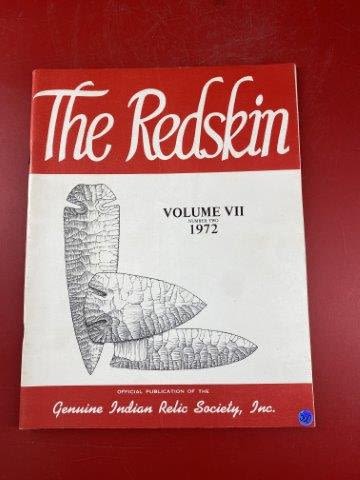 The Redskin
VOLUME VII
NUMBER TWO
1972
OFFICIAL PUBLICATION OF THE
Genuine Indian Relic Society, Inc.